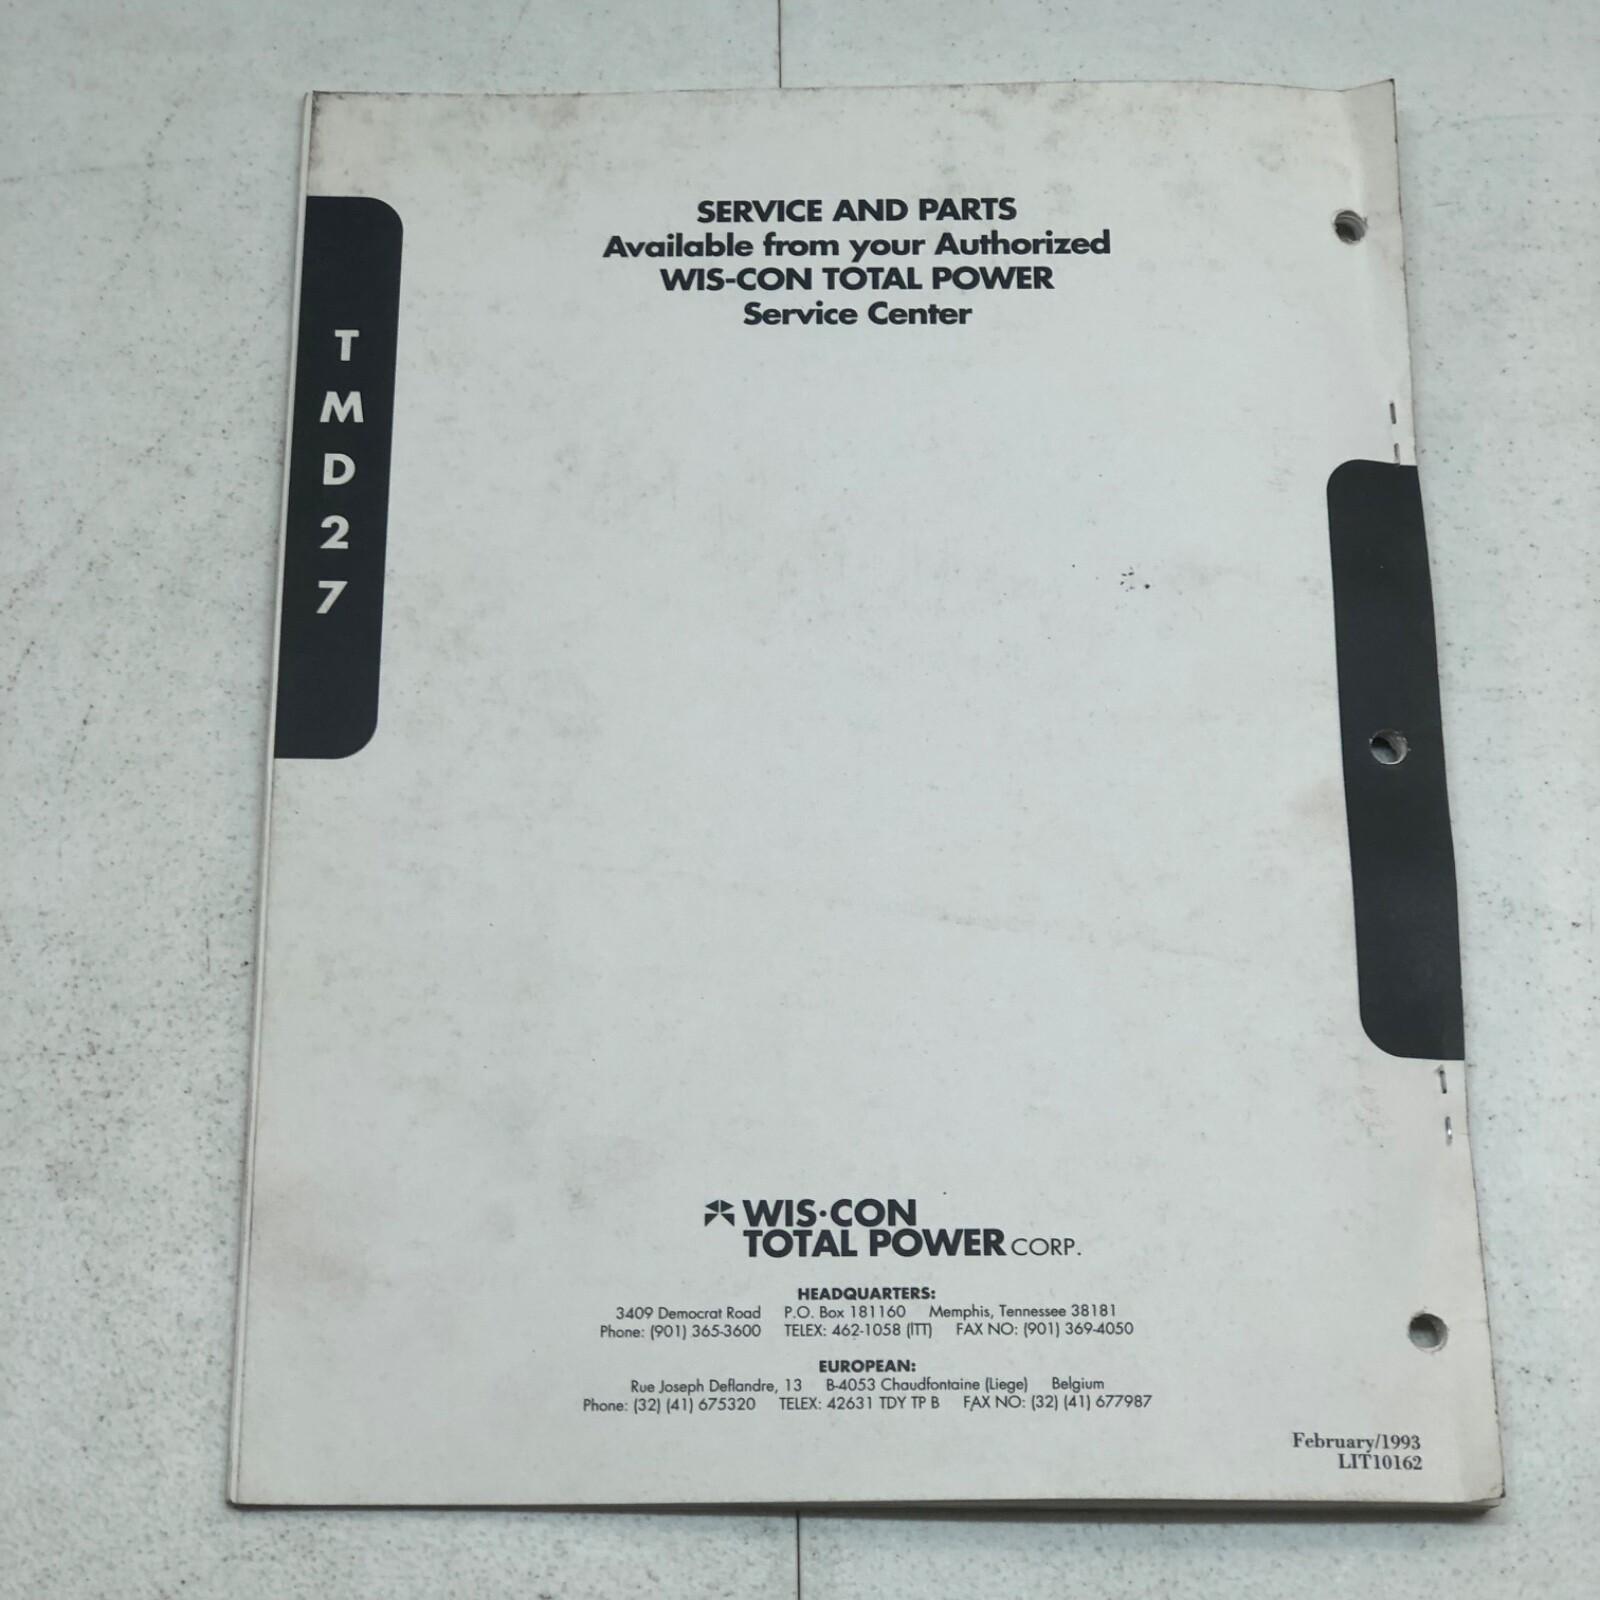 SERVICE AND PARTS
Available from your Authorized
WIS-CON TOTAL POWER
Service Center
T
M
D
2
7
WIS·CON
TOTAL POWER CORP.
HEADQUARTERS:
3409 Democrat Road P.O. Box 181160 Memphis, Tennessee 38181
Phone: (901) 365-3600 TELEX: 462-1058 (ITT) FAX NO: (901) 369-4050
EUROPEAN:
Rue Joseph Deflandre, 13 B-4053 Chaudfontaine (Liege) Belgium
Phone: (32) (41) 675320 TELEX: 42631 TDY TP B FAX NO: (32) (41) 677987
February/1993
LIT10162